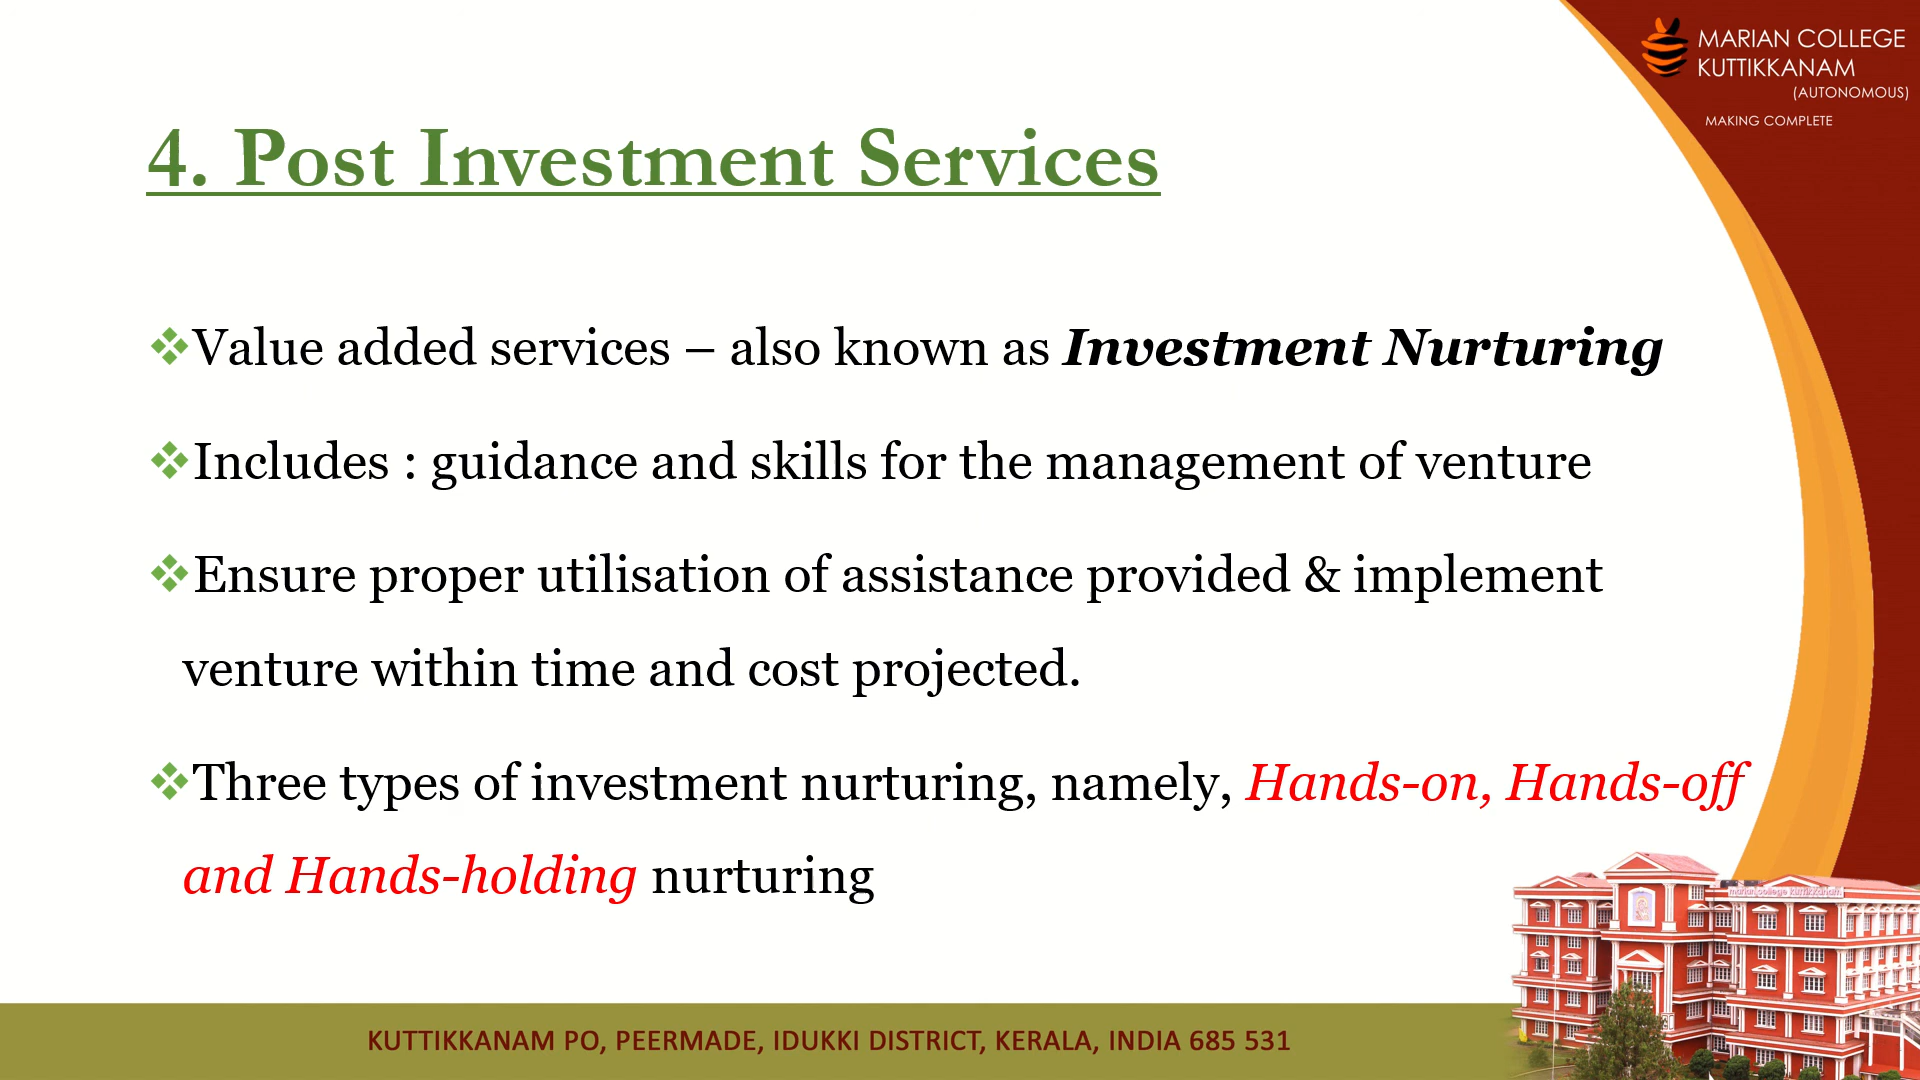 MARIAN COLLEGE
KUTTIKKANAM
(AUTONOMOUS)
MAKING COMPLETE
4. Post Investment Services
❖Value added services – also known as Investment Nurturing
❖Includes : guidance and skills for the management of venture
❖Ensure proper utilisation of assistance provided & implement
venture within time and cost projected.
❖Three types of investment nurturing, namely, Hands-on, Hands-off
and Hands-holding nurturing
marian college kuttikkanam
KUTTIKKANAM PO, PEERMADE, IDUKKI DISTRICT, KERALA, INDIA 685 531